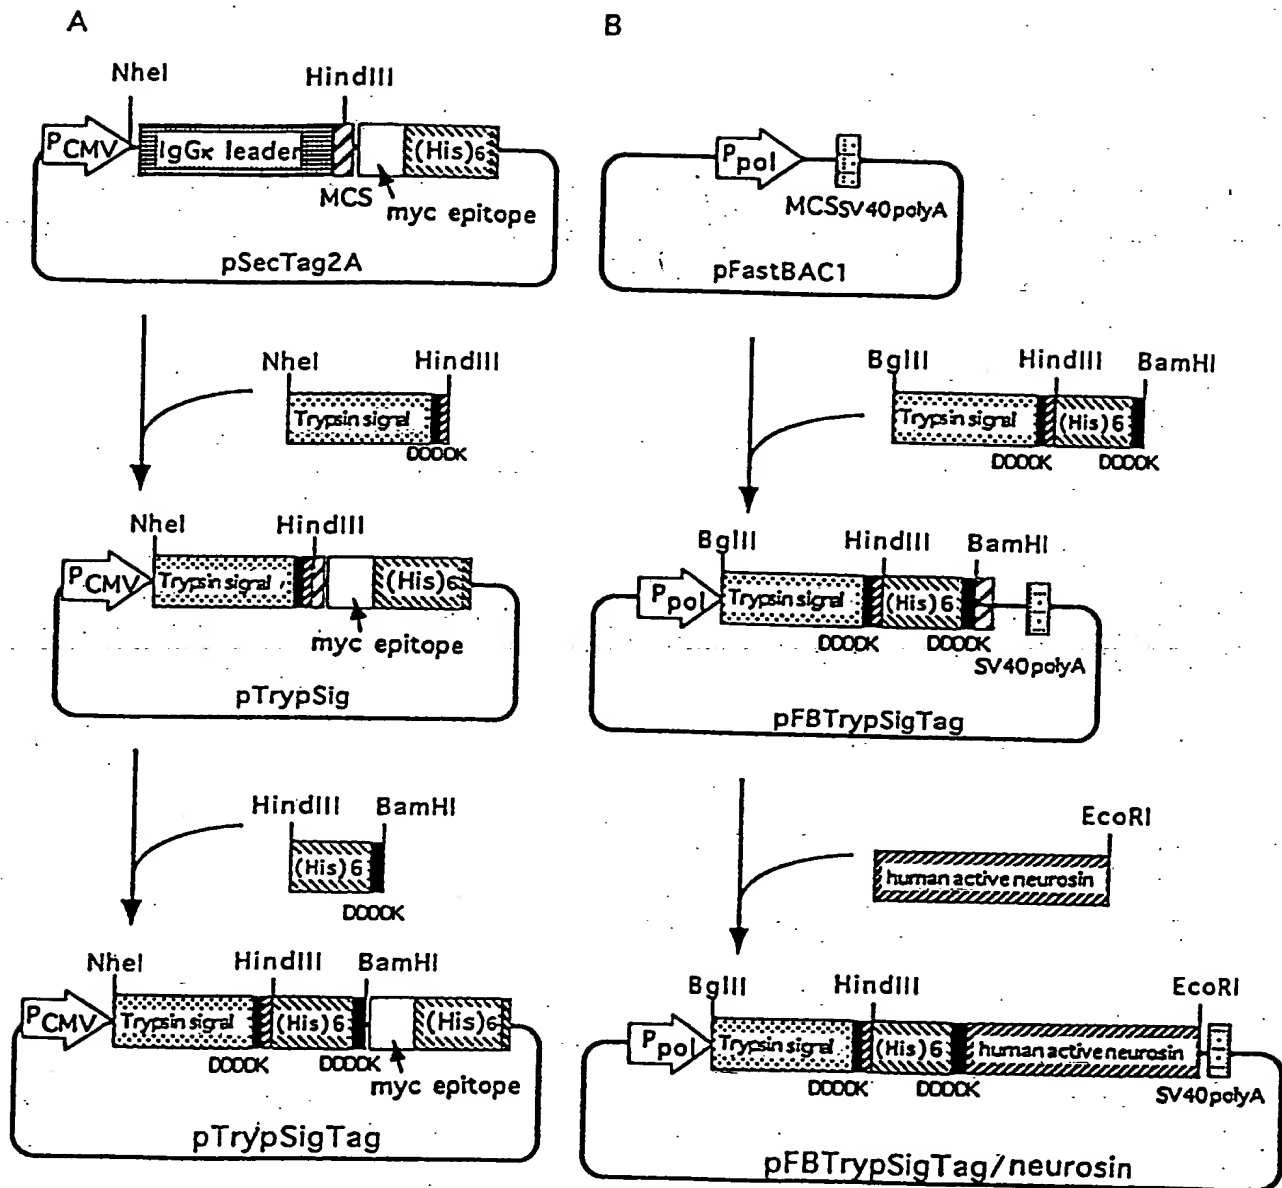 A
NheI
HindIII
PCMV
IgGκ leader
(His)6
MCS
myc epitope
pSecTag2A
NheI
HindIII
Trypsin signal
DDDDK
NheI
HindIII
PCMV
Trypsin signal
(His)6
myc epitope
pTrypSig
HindIII
BamHI
(His)6
DDDDK
NheI
HindIII
BamHI
PCMV
Trypsin signal
(His)6
(His)6
DDDDK
DDDDK
myc epitope
pTrypSigTag
B
Ppol
MCS
SV40polyA
pFastBAC1
BglII
HindIII
BamHI
Trypsin signal
(His)6
DDDDK
DDDDK
BglII
HindIII
BamHI
Ppol
Trypsin signal
(His)6
DDDDK
DDDDK
SV40polyA
pFBTrypSigTag
EcoRI
human active neurosin
BglII
HindIII
EcoRI
Ppol
Trypsin signal
(His)6
human active neurosin
DDDDK
DDDDK
SV40polyA
pFBTrypSigTag/neurosin